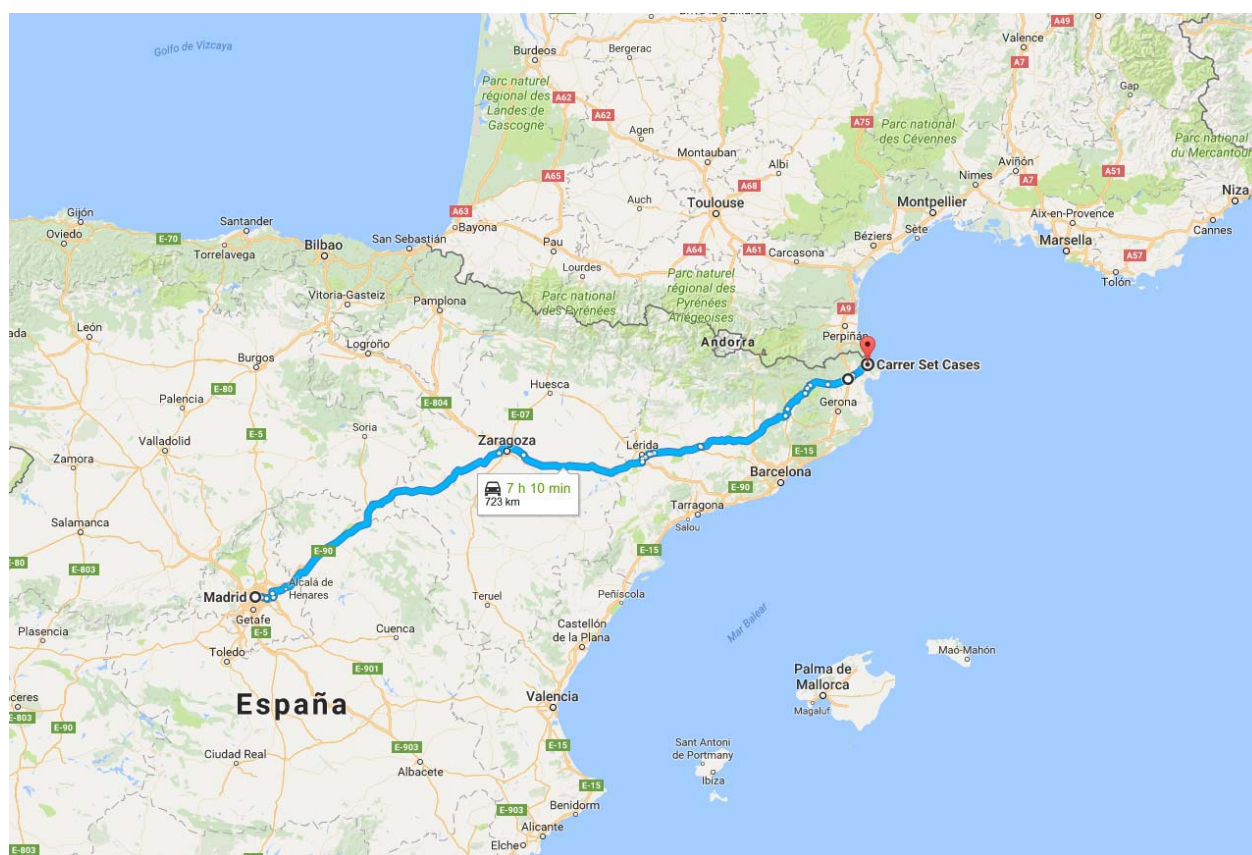 Golfo de Vizcaya
Burdeos
Bergerac
Valence
Gap
A49
A7
Parc naturel
régional des
Landes de
Gascogne
A62
A62
Agen
Montauban
Albi
A75
Parc national
des Cévennes
Parc national
du Mercantour
Aviñón
A7
A51
Nimes
A65
Auch
Toulouse
A68
Montpellier
Niza
Gijón
Oviedo
E-70
Santander
Torrelavega
Bilbao
San Sebastián
A63
Bayona
Pau
Lourdes
A64
A61
Carcasona
Béziers
Sète
Aix-en-Provence
Marsella
Cannes
A57
Tolón
Parc naturel
régional des
Pyrénées
Ariégeoises
Parc national
des Pyrénées
Vitoria-Gasteiz
Pamplona
León
Logroño
Burgos
Andorra
A9
Perpiñán
Carrer Set Cases
E-80
Palencia
E-804
Huesca
E-07
Gerona
Soria
E-5
Valladolid
Zaragoza
Lérida
E-15
Zamora
Barcelona
E-90
7 h 10 min
723 km
Tarragona
Salou
Salamanca
E-90
E-15
E-80
E-803
Alcalá de
Henares
Madrid
Getafe
E-5
Teruel
Peñíscola
Mar Balear
Plasencia
Toledo
Cuenca
Castellón
de la Plana
Maó-Mahón
E-901
Palma de
Mallorca
Magaluf
España
Valencia
E-803
E-90
Ciudad Real
E-903
Albacete
E-15
Sant Antoni
de Portmany
Ibiza
E-15
E-903
Benidorm
Alicante
Elche